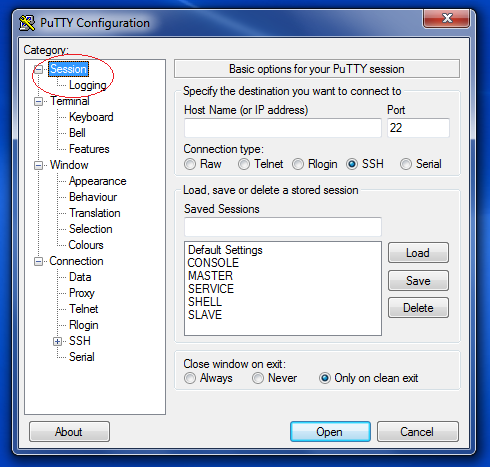 PuTTY Configuration
Category:
Session
Logging
Terminal
Keyboard
Bell
Features
Window
Appearance
Behaviour
Translation
Selection
Colours
Connection
Data
Proxy
Telnet
Rlogin
SSH
Serial
Basic options for your PuTTY session
Specify the destination you want to connect to
Host Name (or IP address) Port
22
Connection type:
Raw Telnet Rlogin SSH Serial
Load, save or delete a stored session
Saved Sessions
Default Settings
CONSOLE
MASTER
SERVICE
SHELL
SLAVE
Load
Save
Delete
Close window on exit:
Always Never Only on clean exit
About Open Cancel